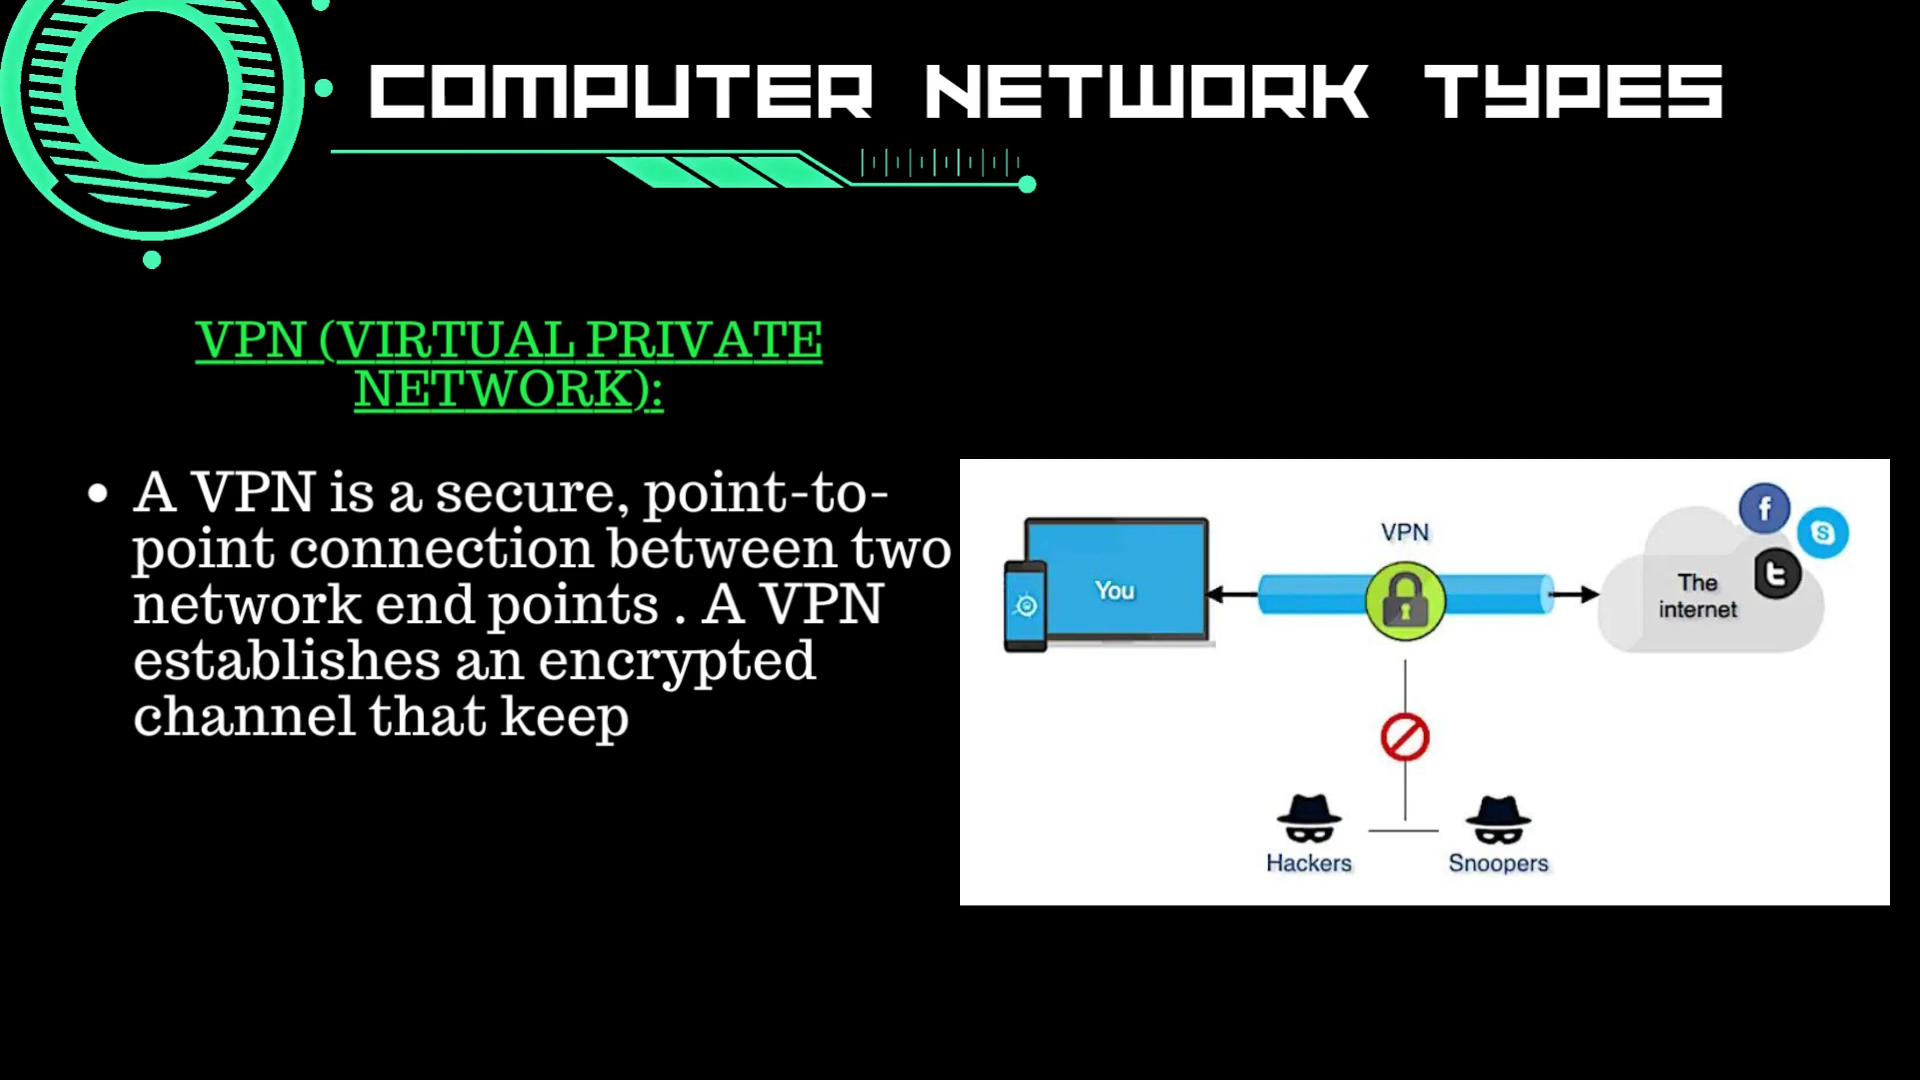 COMPUTER NETWORK TYPES
VPN (VIRTUAL PRIVATE
NETWORK):
• A VPN is a secure, point-to-
point connection between two
network end points . A VPN
establishes an encrypted
channel that keep
VPN
You
The
internet
f
S
t
Hackers
Snoopers